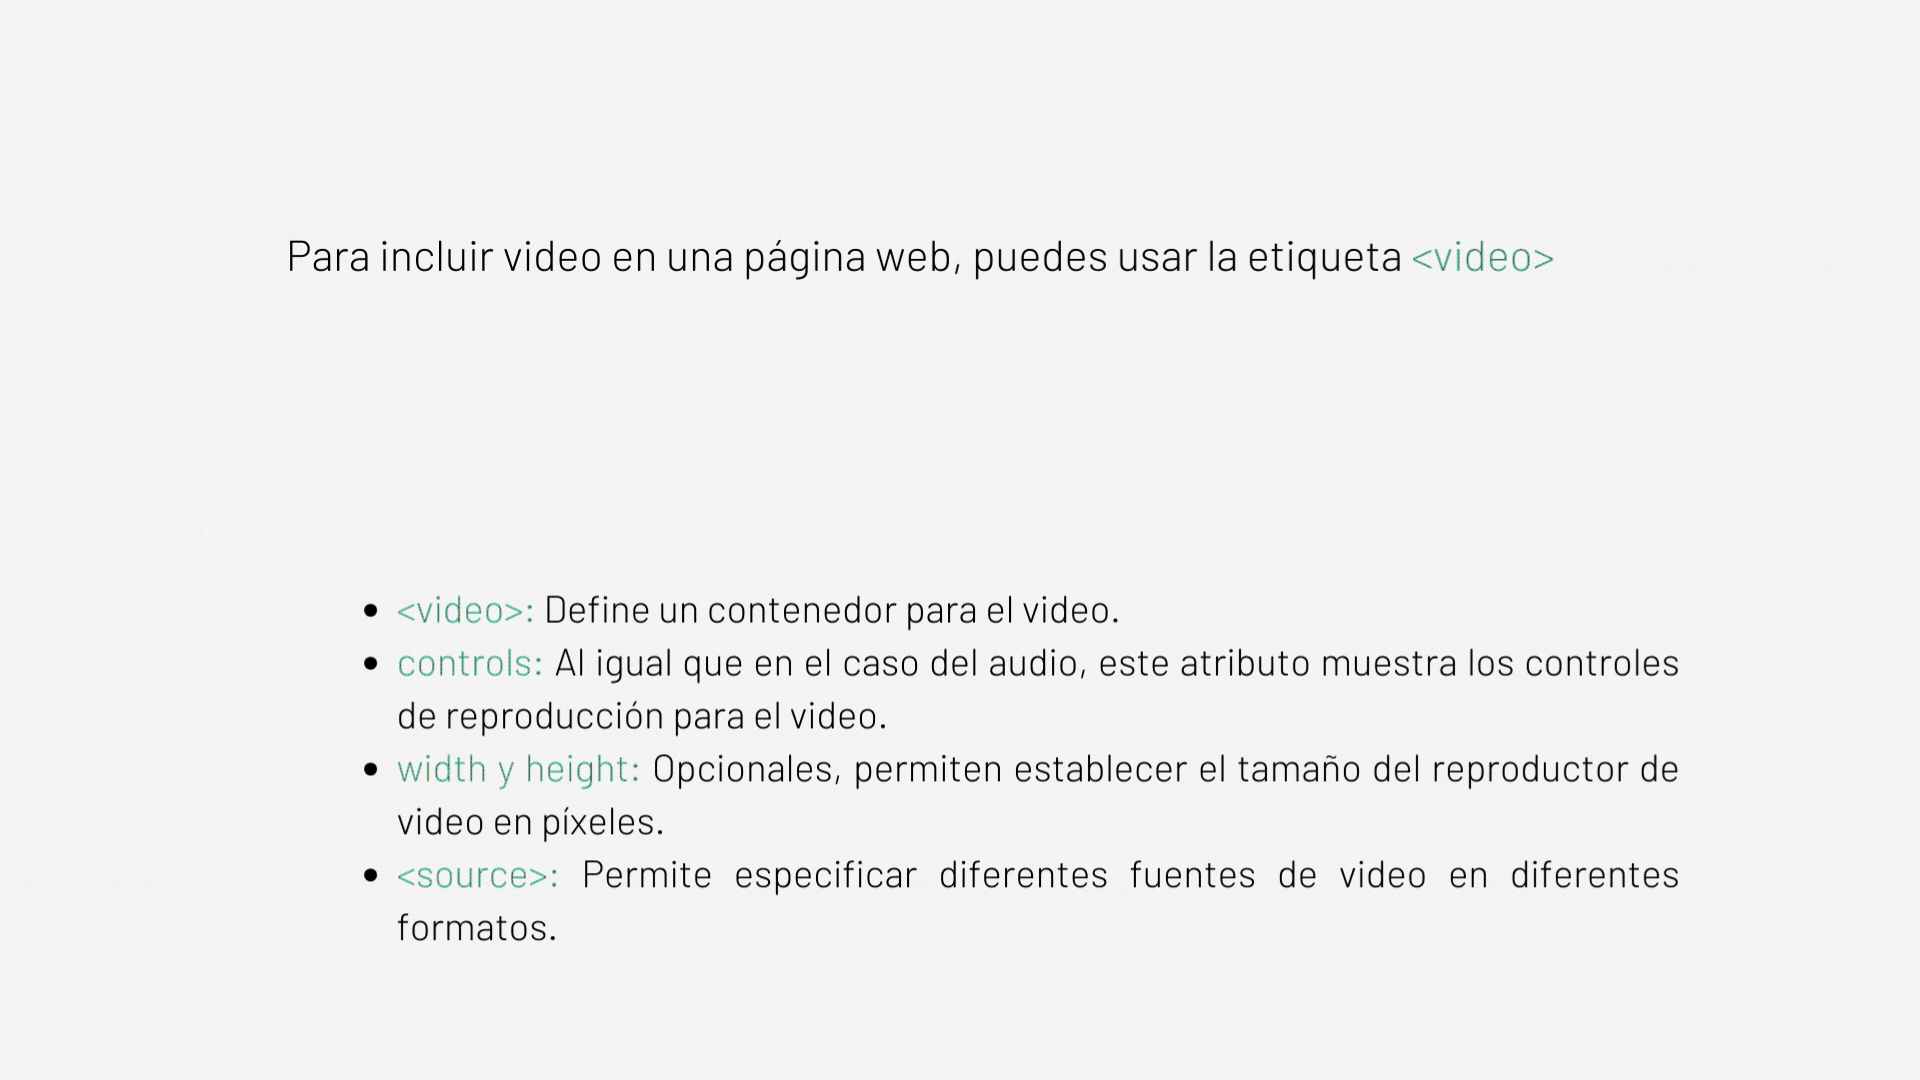 Para incluir video en una página web, puedes usar la etiqueta <video>
• <video>: Define un contenedor para el video.
• controls: Al igual que en el caso del audio, este atributo muestra los controles
de reproducción para el video.
• width y height: Opcionales, permiten establecer el tamaño del reproductor de
video en píxeles.
• <source>: Permite especificar diferentes fuentes de video en diferentes
formatos.